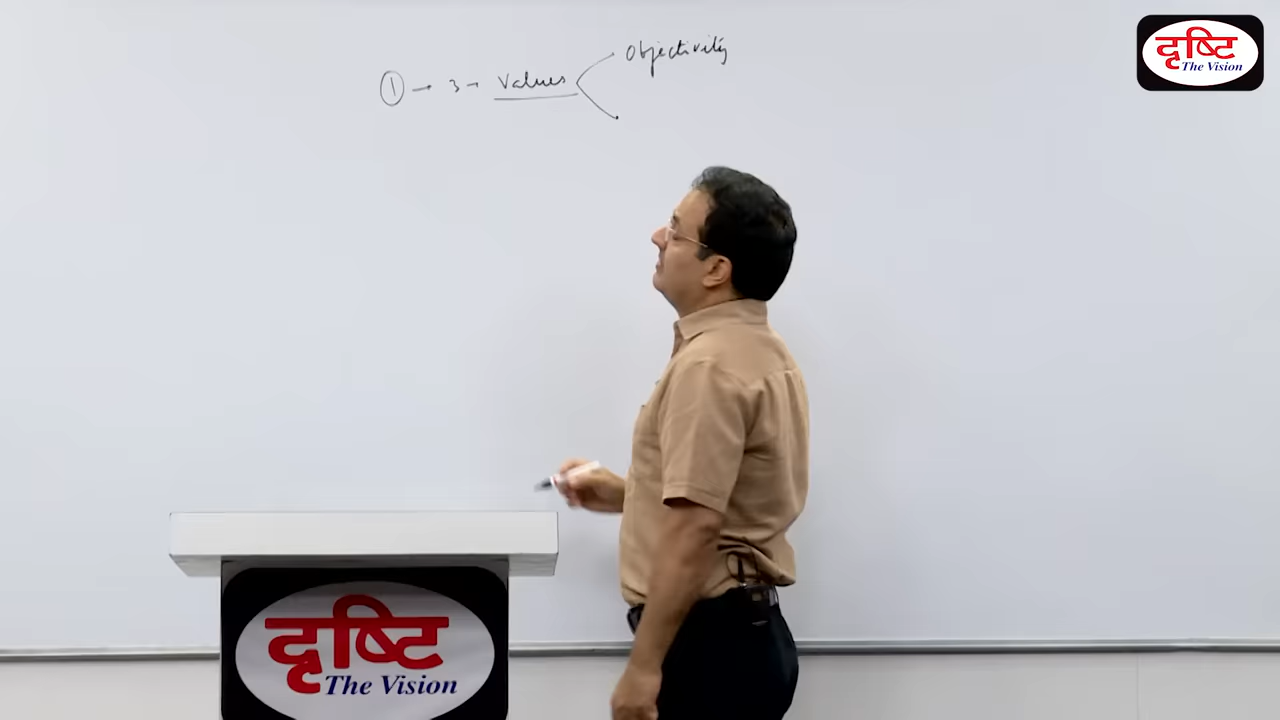 ① → 3 → Values
Objectivity
दृष्टि
The Vision
दृष्टि
The Vision